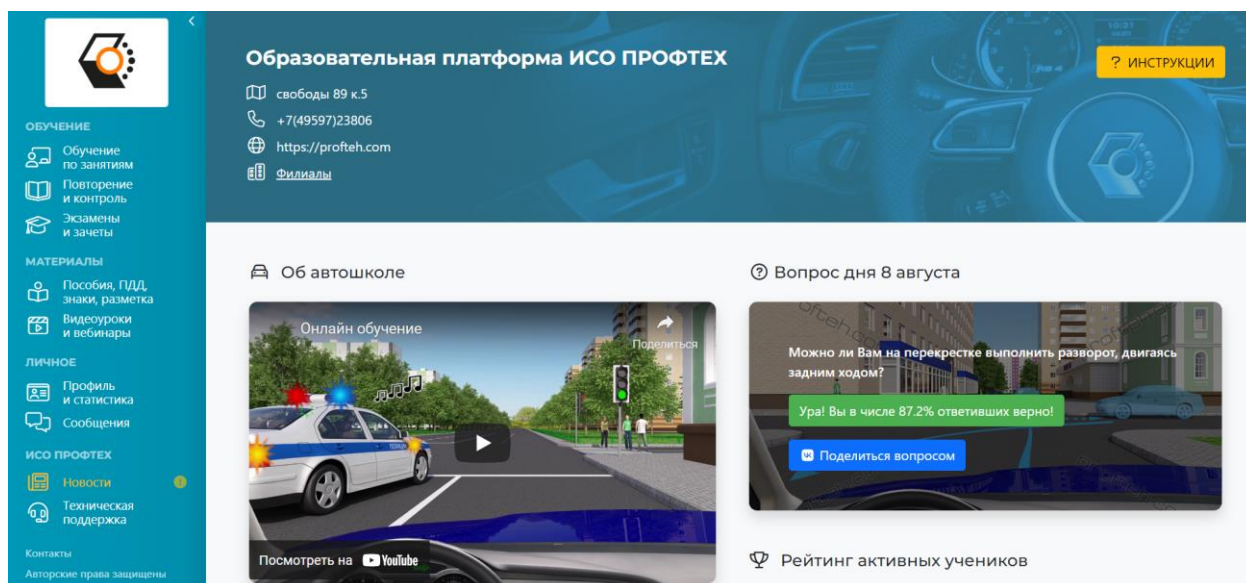 ОБУЧЕНИЕ
Обучение
по занятиям
Повторение
и контроль
Экзамены
и зачеты
МАТЕРИАЛЫ
Пособия, ПДД,
знаки, разметка
Видеоуроки
и вебинары
ЛИЧНОЕ
Профиль
и статистика
Сообщения
ИСО ПРОФТЕХ
Новости
Техническая
поддержка
Контакты
Авторские права защищены
Образовательная платформа ИСО ПРОФТЕХ
свободы 89 к.5
+7(49597)23806
https://profteh.com
Филиалы
? ИНСТРУКЦИИ
Об автошколе
Онлайн обучение
Поделиться
Посмотреть на YouTube
Вопрос дня 8 августа
Можно ли Вам на перекрестке выполнить разворот, двигаясь
задним ходом?
Ура! Вы в числе 87.2% ответивших верно!
Поделиться вопросом
Рейтинг активных учеников